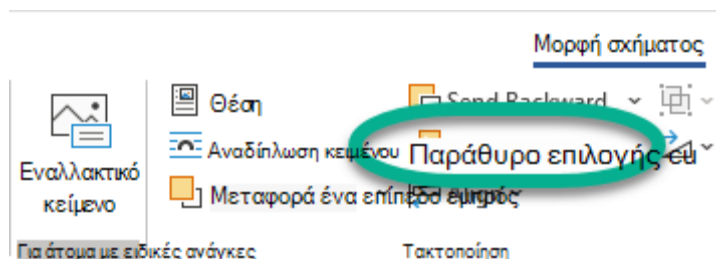 Μορφή σχήματος
Θέση
Send Backward
Αναδίπλωση κειμένου
Παράθυρο επιλογής
Εναλλακτικό
κείμενο
Μεταφορά ένα επίπεδο εμπρός
Για άτομα με ειδικές ανάγκες
Τακτοποίηση